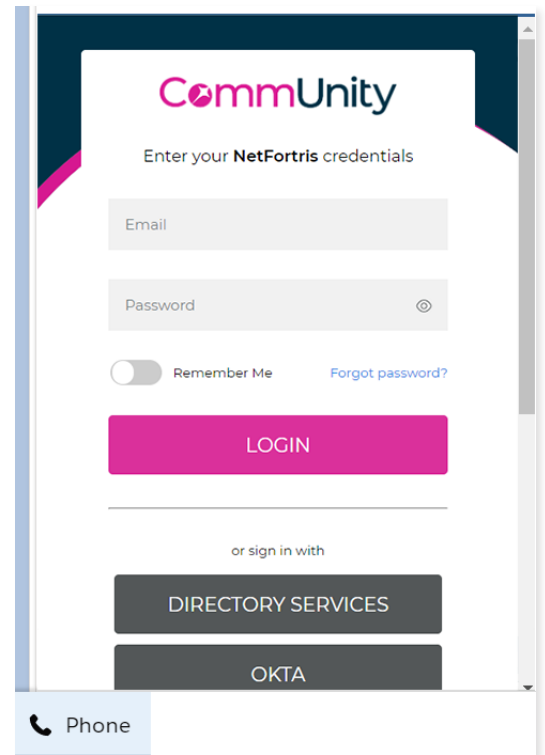 CommUnity
Enter your NetFortris credentials
Email
Password
Remember Me Forgot password?
LOGIN
or sign in with
DIRECTORY SERVICES
OKTA
Phone